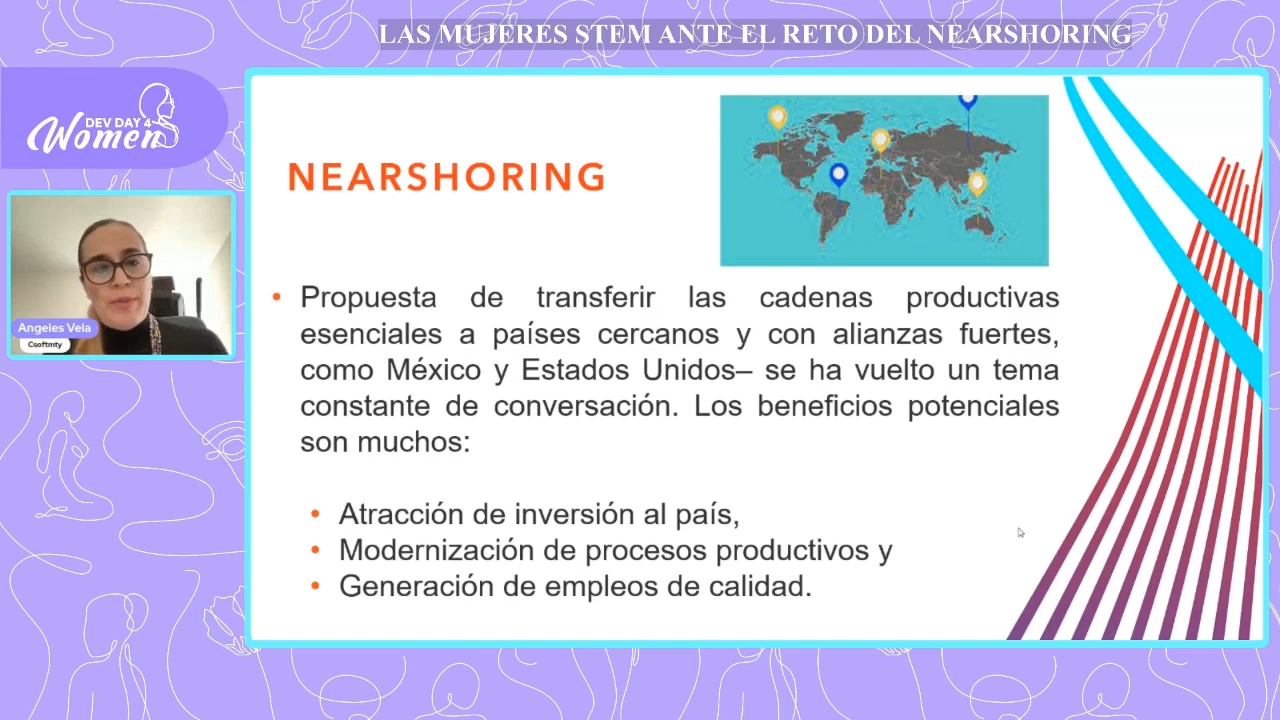 LAS MUJERES STEM ANTE EL RETO DEL NEARSHORING
DEV DAY 4
Women
Angeles Vela
Csoftmty
NEARSHORING
• Propuesta de transferir las cadenas productivas
esenciales a países cercanos y con alianzas fuertes,
como México y Estados Unidos– se ha vuelto un tema
constante de conversación. Los beneficios potenciales
son muchos:
• Atracción de inversión al país,
• Modernización de procesos productivos y
• Generación de empleos de calidad.